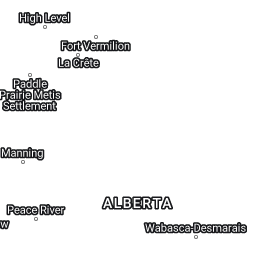 High Level
Fort Vermilion
La Crête
Paddle
Prairie Metis
Settlement
Manning
ALBERTA
Peace River
w
Wabasca-Desmarais